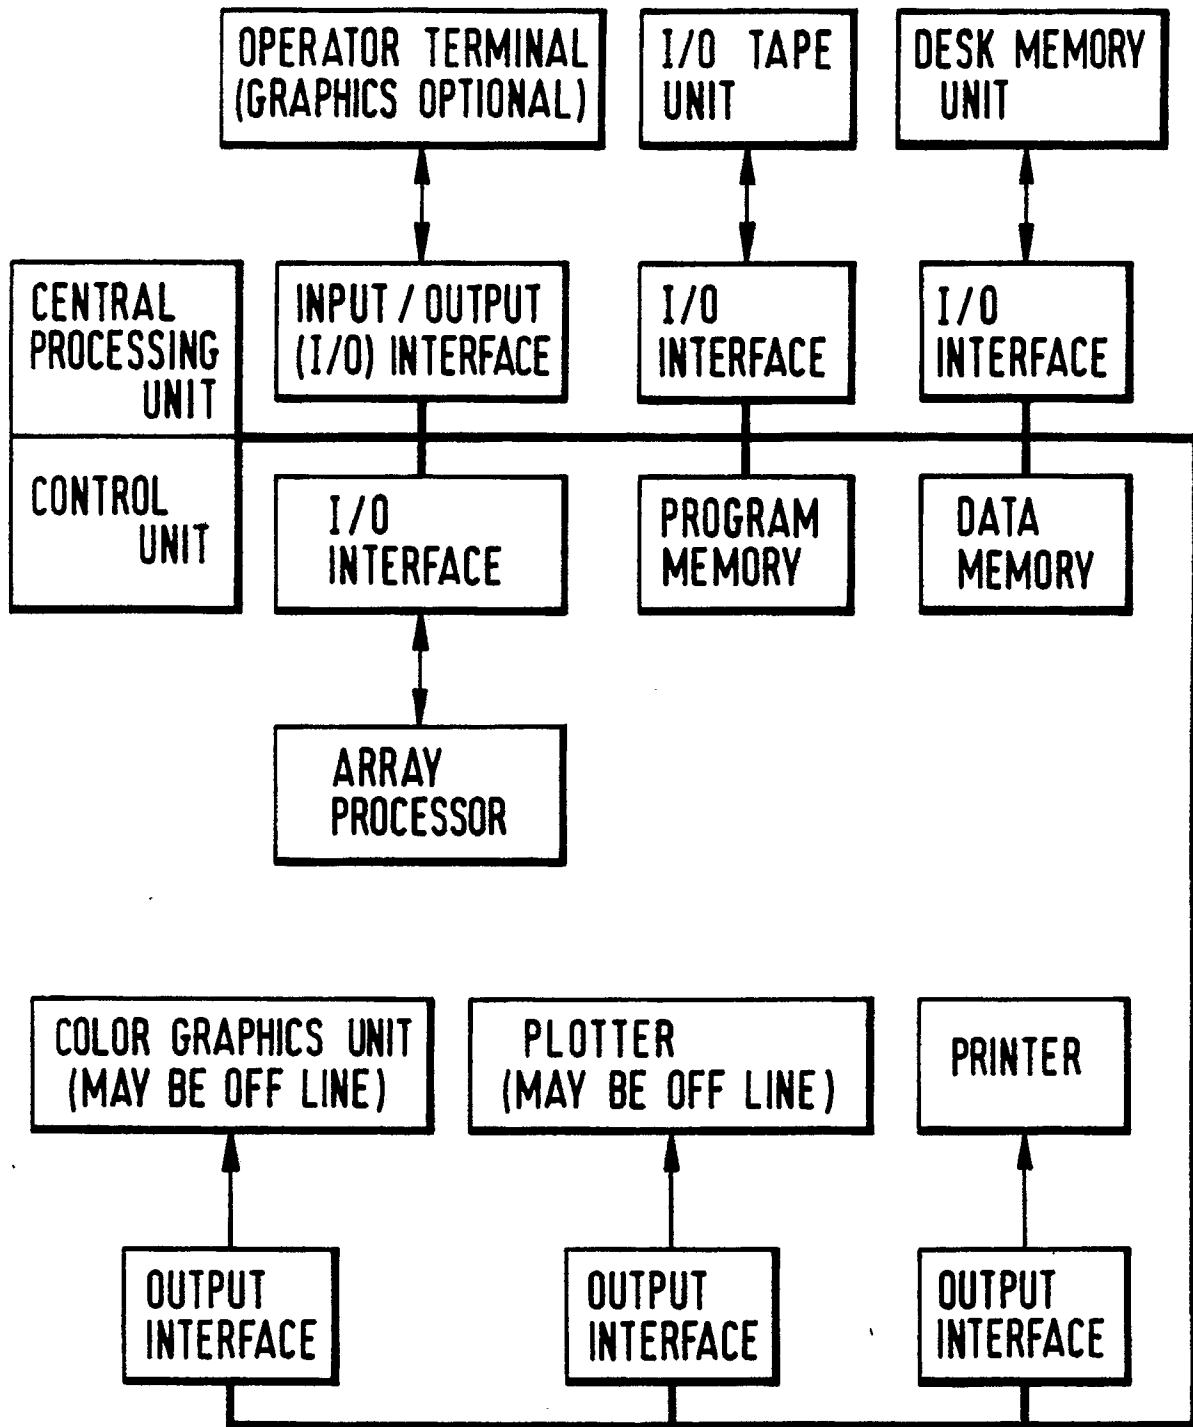 OPERATOR TERMINAL
(GRAPHICS OPTIONAL)
I/O TAPE
UNIT
DESK MEMORY
UNIT
CENTRAL
PROCESSING
UNIT
INPUT / OUTPUT
(I/O) INTERFACE
I/O
INTERFACE
I/O
INTERFACE
CONTROL
UNIT
I/O
INTERFACE
PROGRAM
MEMORY
DATA
MEMORY
ARRAY
PROCESSOR
COLOR GRAPHICS UNIT
(MAY BE OFF LINE)
PLOTTER
(MAY BE OFF LINE)
PRINTER
OUTPUT
INTERFACE
OUTPUT
INTERFACE
OUTPUT
INTERFACE